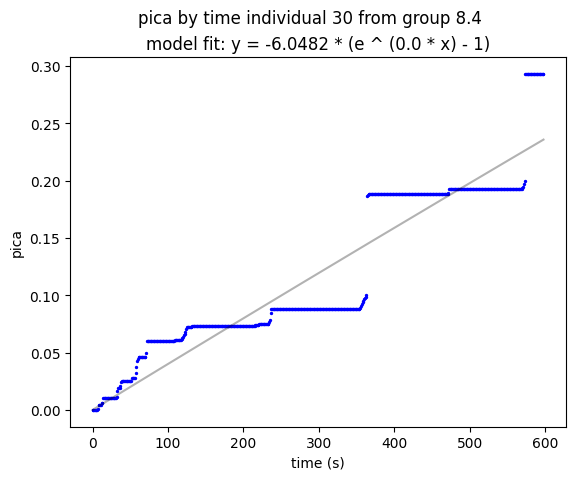 pica by time individual 30 from group 8.4
model fit: y = -6.0482 * (e ^ (0.0 * x) - 1)
0.30
0.25
0.20
0.15
0.10
0.05
0.00
pica
0 100 200 300 400 500 600
time (s)